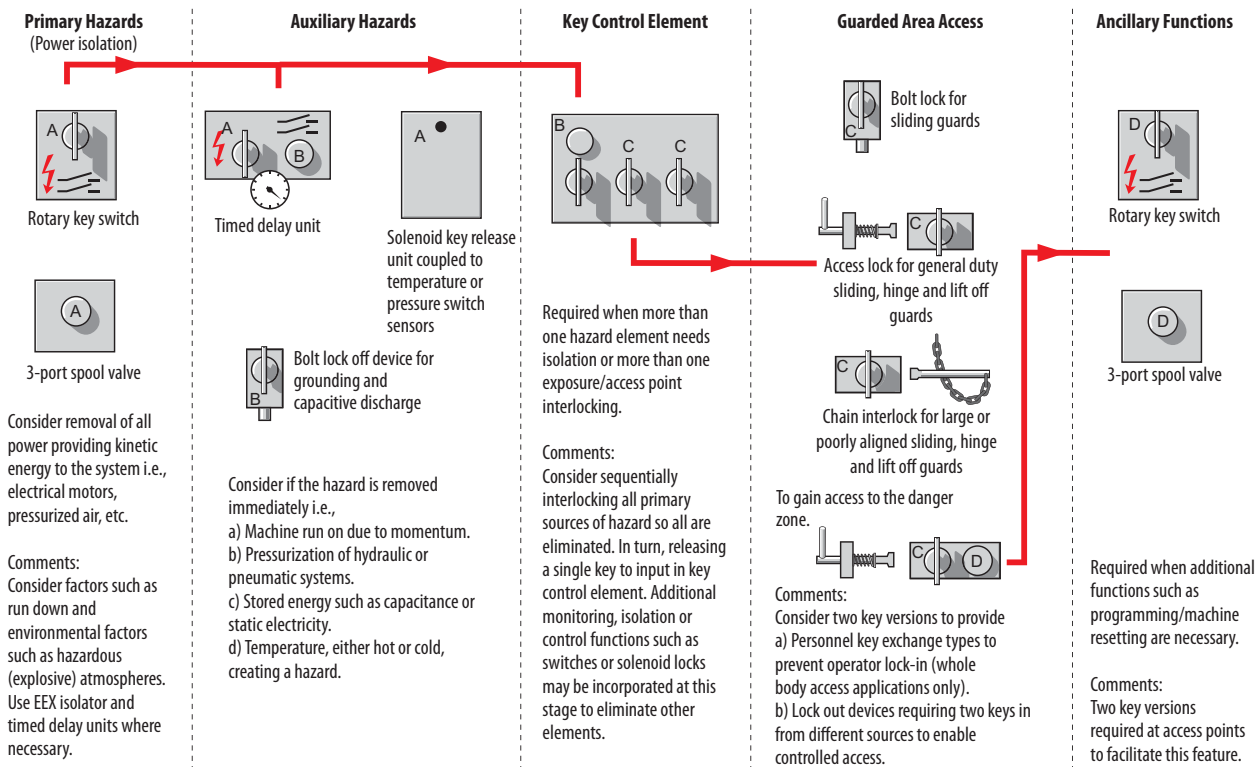 Primary Hazards
(Power isolation)
A
Rotary key switch
A
3-port spool valve
Consider removal of all
power providing kinetic
energy to the system i.e.,
electrical motors,
pressurized air, etc.
Comments:
Consider factors such as
run down and
environmental factors
such as hazardous
(explosive) atmospheres.
Use EEX isolator and
timed delay units where
necessary.
Auxiliary Hazards
A
B
Timed delay unit
A
Solenoid key release
unit coupled to
temperature or
pressure switch
sensors
B
Bolt lock off device for
grounding and
capacitive discharge
Consider if the hazard is removed
immediately i.e.,
a) Machine run on due to momentum.
b) Pressurization of hydraulic or
pneumatic systems.
c) Stored energy such as capacitance or
static electricity.
d) Temperature, either hot or cold,
creating a hazard.
Key Control Element
B
C C
Required when more than
one hazard element needs
isolation or more than one
exposure/access point
interlocking.
Comments:
Consider sequentially
interlocking all primary
sources of hazard so all are
eliminated. In turn, releasing
a single key to input in key
control element. Additional
monitoring, isolation or
control functions such as
switches or solenoid locks
may be incorporated at this
stage to eliminate other
elements.
Guarded Area Access
C
Bolt lock for
sliding guards
C
Access lock for general duty
sliding, hinge and lift off
guards
C
Chain interlock for large or
poorly aligned sliding, hinge
and lift off guards
To gain access to the danger
zone.
C D
Comments:
Consider two key versions to provide
a) Personnel key exchange types to
prevent operator lock-in (whole
body access applications only).
b) Lock out devices requiring two keys in
from different sources to enable
controlled access.
Ancillary Functions
D
Rotary key switch
D
3-port spool valve
Required when additional
functions such as
programming/machine
resetting are necessary.
Comments:
Two key versions
required at access points
to facilitate this feature.